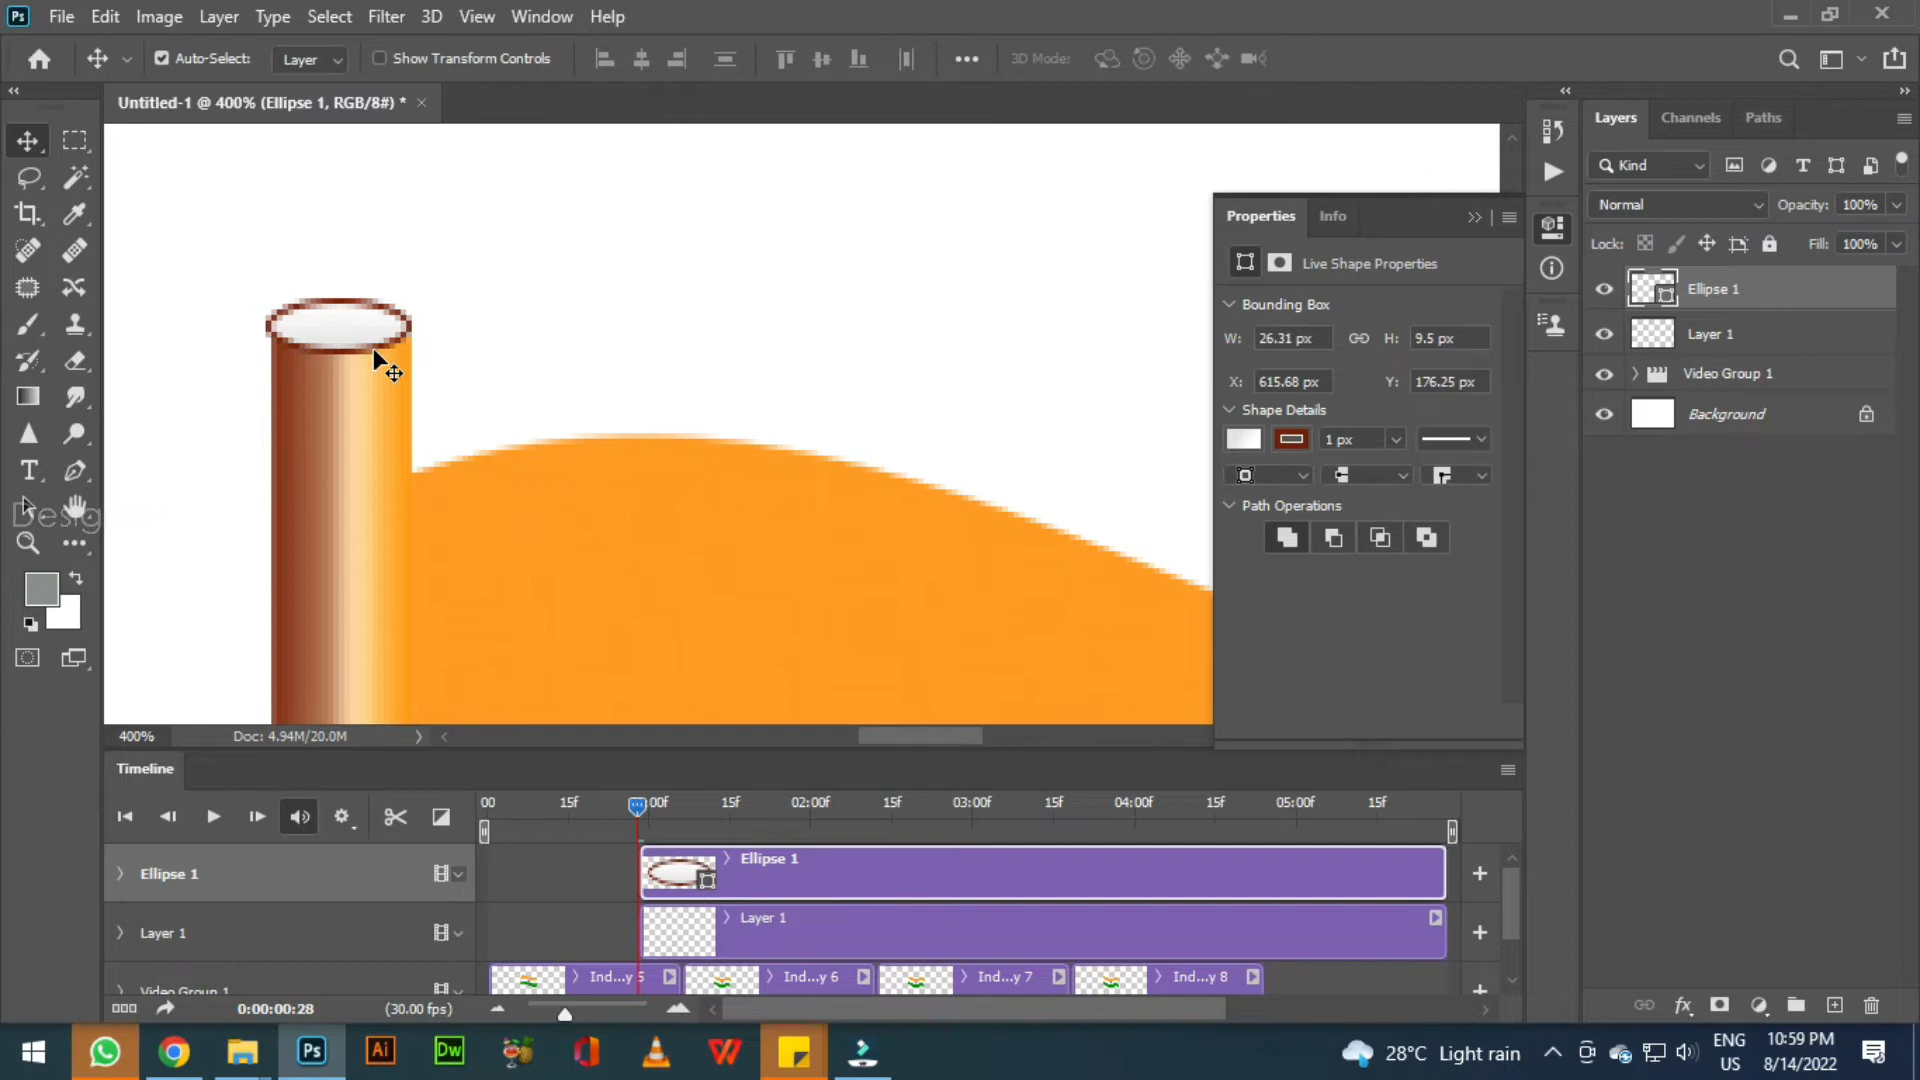 Ps File Edit Image Layer Type Select Filter 3D View Window Help
Auto-Select: Layer Show Transform Controls 3D Mode:
Untitled-1 @ 400% (Ellipse 1, RGB/8#) * ×
Layers Channels Paths
Kind
Normal Opacity: 100%
Lock: Fill: 100%
Ellipse 1
Layer 1
Video Group 1
Background
Properties Info
Live Shape Properties
Bounding Box
W: 26.31 px H: 9.5 px
X: 615.68 px Y: 176.25 px
Shape Details
1 px
Path Operations
Desig
400% Doc: 4.94M/20.0M
Timeline
00 15f :00f 15f 02:00f 15f 03:00f 15f 04:00f 15f 05:00f 15f
Ellipse 1 Ellipse 1
Layer 1 Layer 1
Video Group 1 Ind...y 5 Ind...y 6 Ind...y 7 Ind...y 8
0:00:00:28 (30.00 fps)
Ps Ai Dw 28°C Light rain ENG US 10:59 PM 8/14/2022